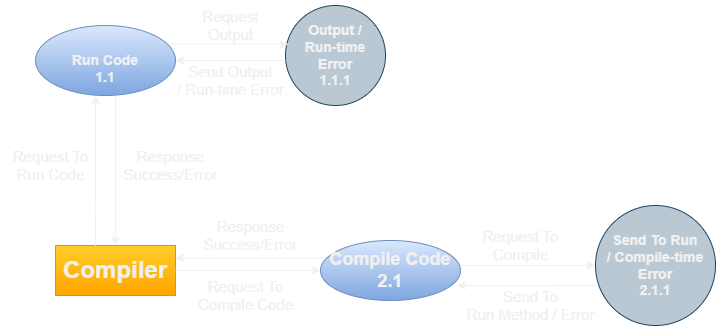 Request
Output
Output /
Run-time
Error
1.1.1
Run Code
1.1
Send Output
/ Run-time Error
Request To
Run Code
Response
Success/Error
Compiler
Response
Success/Error
Request To
Compile Code
Compile Code
2.1
Request To
Compile
Send To
Run Method / Error
Send To Run
/ Compile-time
Error
2.1.1